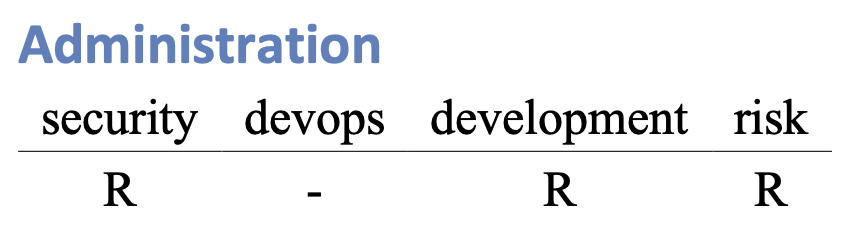 Administration
security devops development risk
R - R R